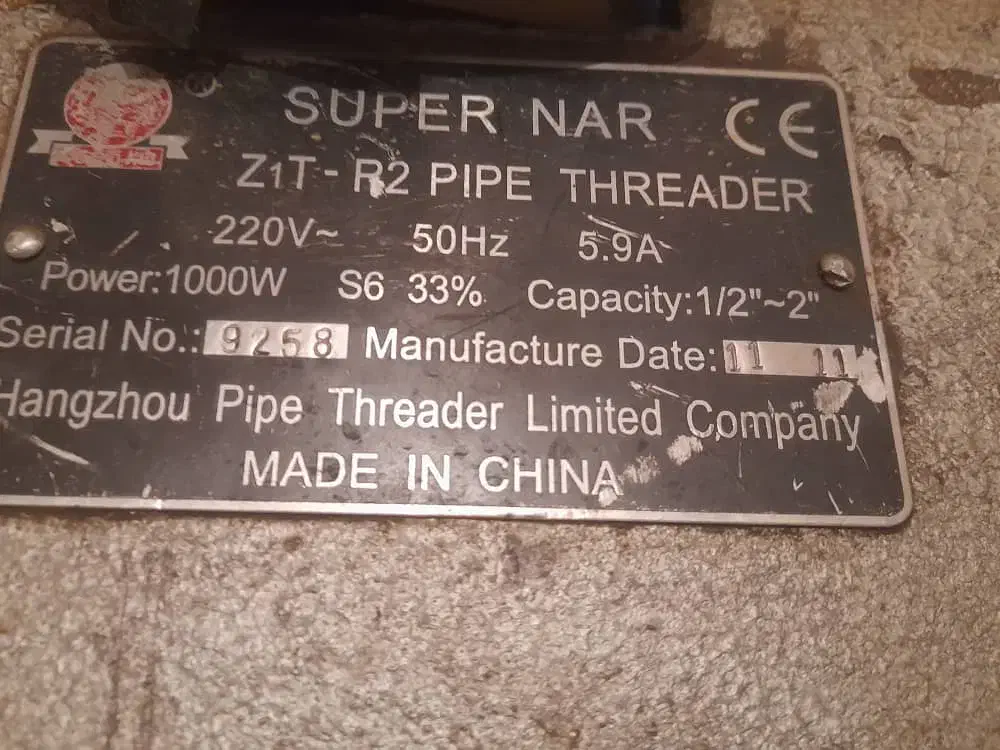 SUPER NAR CE
Z1T-R2 PIPE THREADER
220V~ 50Hz 5.9A
Power:1000W S6 33% Capacity:1/2"~2"
Serial No.: 9258 Manufacture Date: 11 11
Hangzhou Pipe Threader Limited Company
MADE IN CHINA